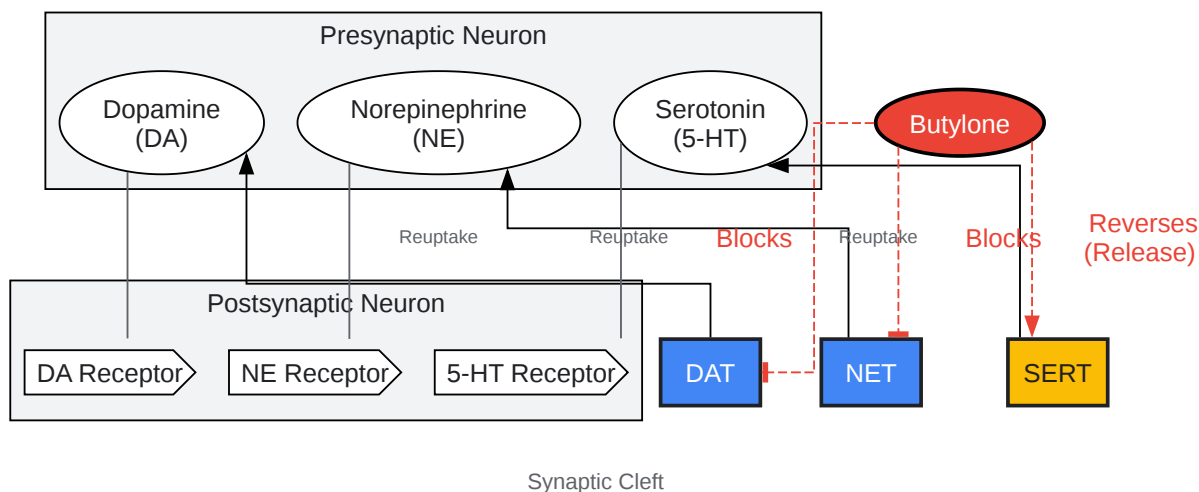 Presynaptic Neuron
Dopamine
(DA)
Norepinephrine
(NE)
Serotonin
(5-HT)
Butylone
Reuptake
Reuptake
Blocks
Reuptake
Blocks
Reverses
(Release)
Postsynaptic Neuron
DA Receptor
NE Receptor
5-HT Receptor
DAT
NET
SERT
Synaptic Cleft